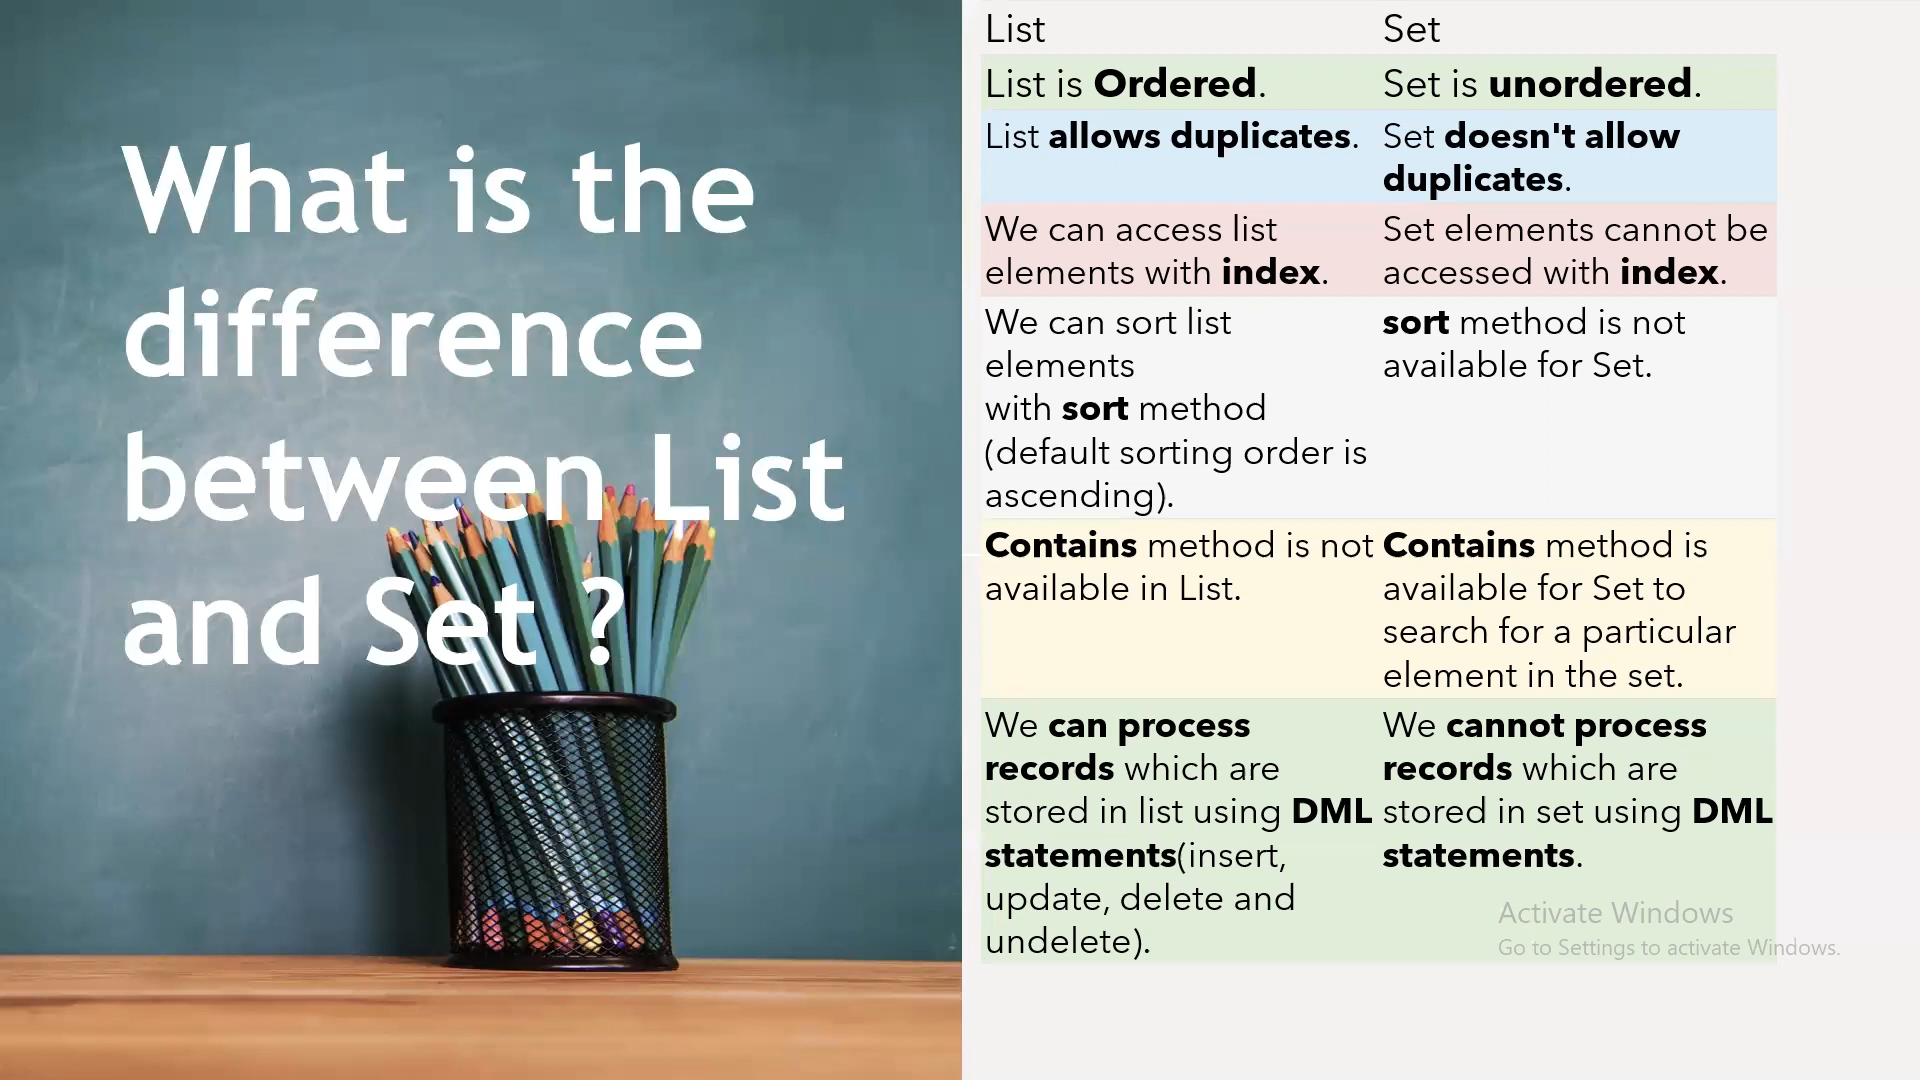 What is the
difference
between List
and Set ?
List Set
List is Ordered. Set is unordered.
List allows duplicates. Set doesn't allow
duplicates.
We can access list
elements with index.
Set elements cannot be
accessed with index.
We can sort list
elements
with sort method
(default sorting order is
ascending).
sort method is not
available for Set.
Contains method is not
available in List.
Contains method is
available for Set to
search for a particular
element in the set.
We can process
records which are
stored in list using DML
statements(insert,
update, delete and
undelete).
We cannot process
records which are
stored in set using DML
statements.
Activate Windows
Go to Settings to activate Windows.